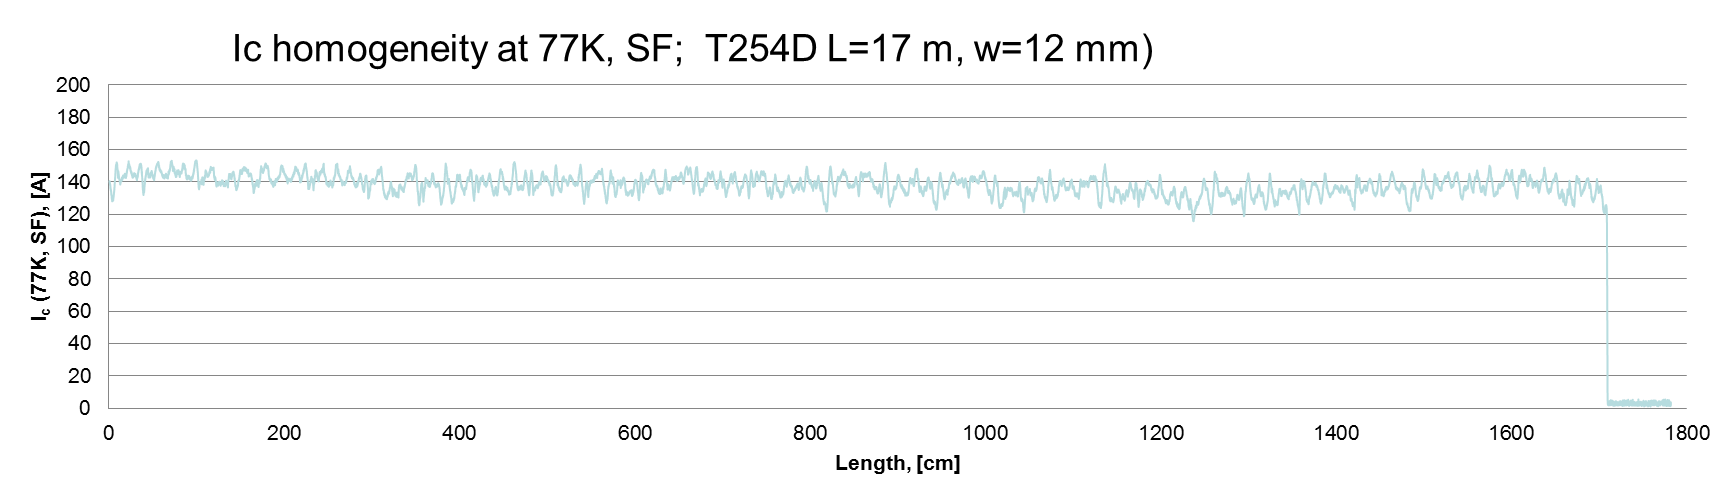 Ic homogeneity at 77K, SF;  T254D L=17 m, w=12 mm)
200
180
160
140
120
100
80
60
40
20
0
Ic (77K, SF), [A]
0 200 400 600 800 1000 1200 1400 1600 1800
Length, [cm]